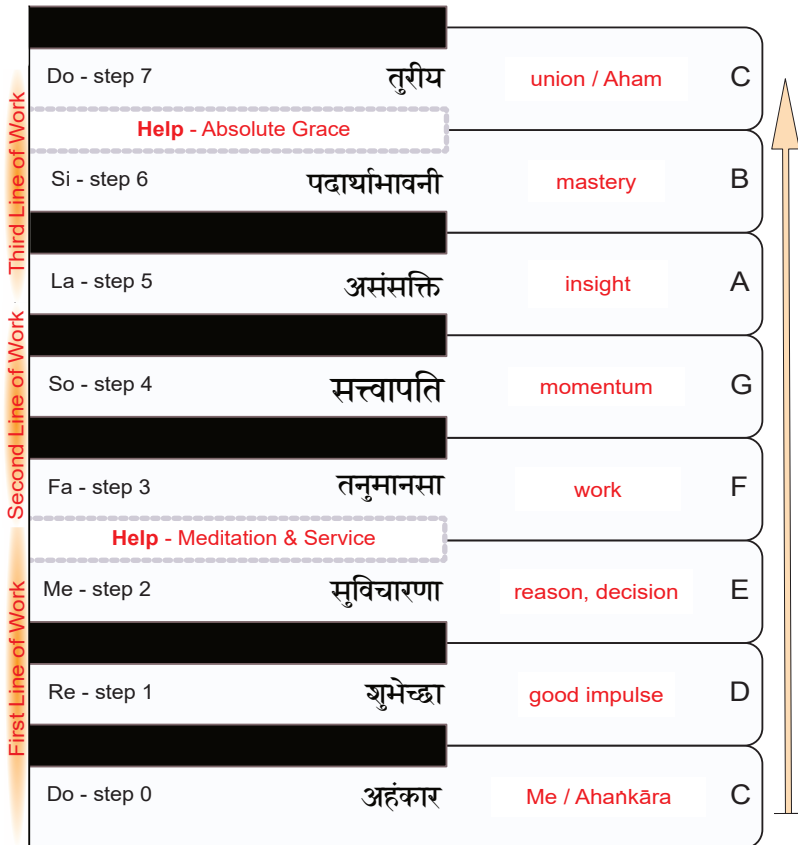 Do - step 7 तुरीय union / Aham C
Help - Absolute Grace
Si - step 6 पदार्थाभावनी mastery B
La - step 5 असंसक्ति insight A
So - step 4 सत्त्वापति momentum G
Fa - step 3 तनुमानसा work F
Help - Meditation & Service
Me - step 2 सुविचारणा reason, decision E
Re - step 1 शुभेच्छा good impulse D
Do - step 0 अहंकार Me / Ahaṅkāra C
Third Line of Work
Second Line of Work
First Line of Work